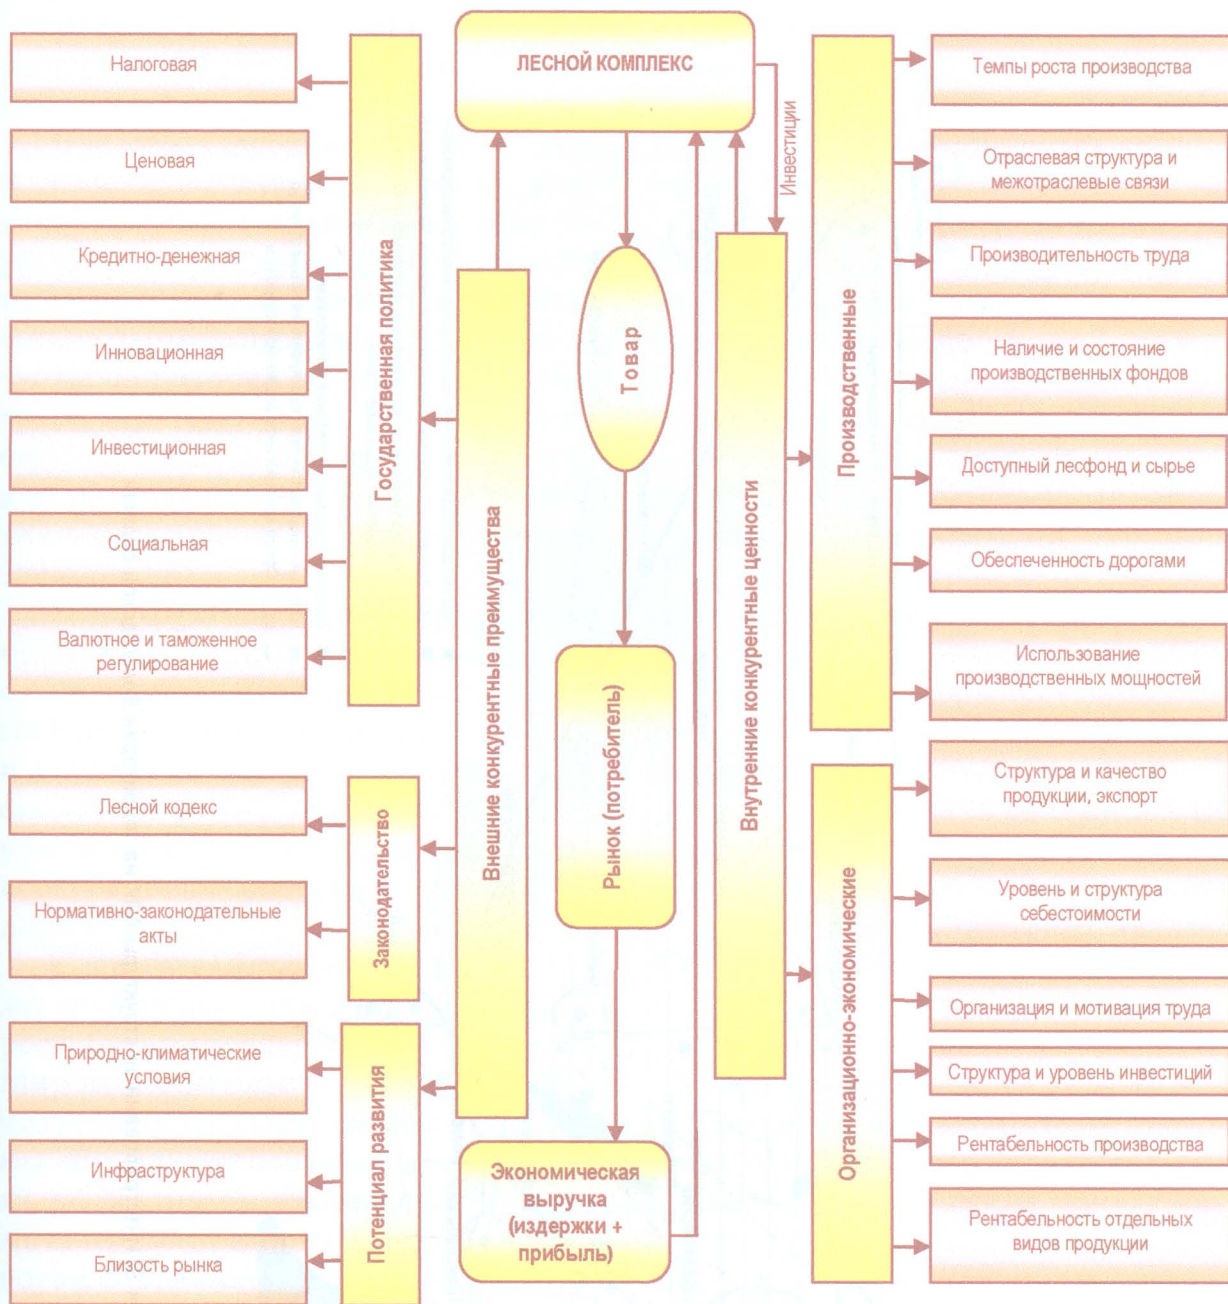 ЛЕСНОЙ КОМПЛЕКС
Инвестиции
Товар
Рынок (потребитель)
Экономическая
выручка
(издержки +
прибыль)
Внешние конкурентные преимущества
Государственная политика
Налоговая
Ценовая
Кредитно-денежная
Инновационная
Инвестиционная
Социальная
Валютное и таможенное
регулирование
Законодательство
Лесной кодекс
Нормативно-законодательные
акты
Потенциал развития
Природно-климатические
условия
Инфраструктура
Близость рынка
Внутренние конкурентные ценности
Производственные
Темпы роста производства
Отраслевая структура и
межотраслевые связи
Производительность труда
Наличие и состояние
производственных фондов
Доступный лесфонд и сырье
Обеспеченность дорогами
Использование
производственных мощностей
Организационно-экономические
Структура и качество
продукции, экспорт
Уровень и структура
себестоимости
Организация и мотивация труда
Структура и уровень инвестиций
Рентабельность производства
Рентабельность отдельных
видов продукции